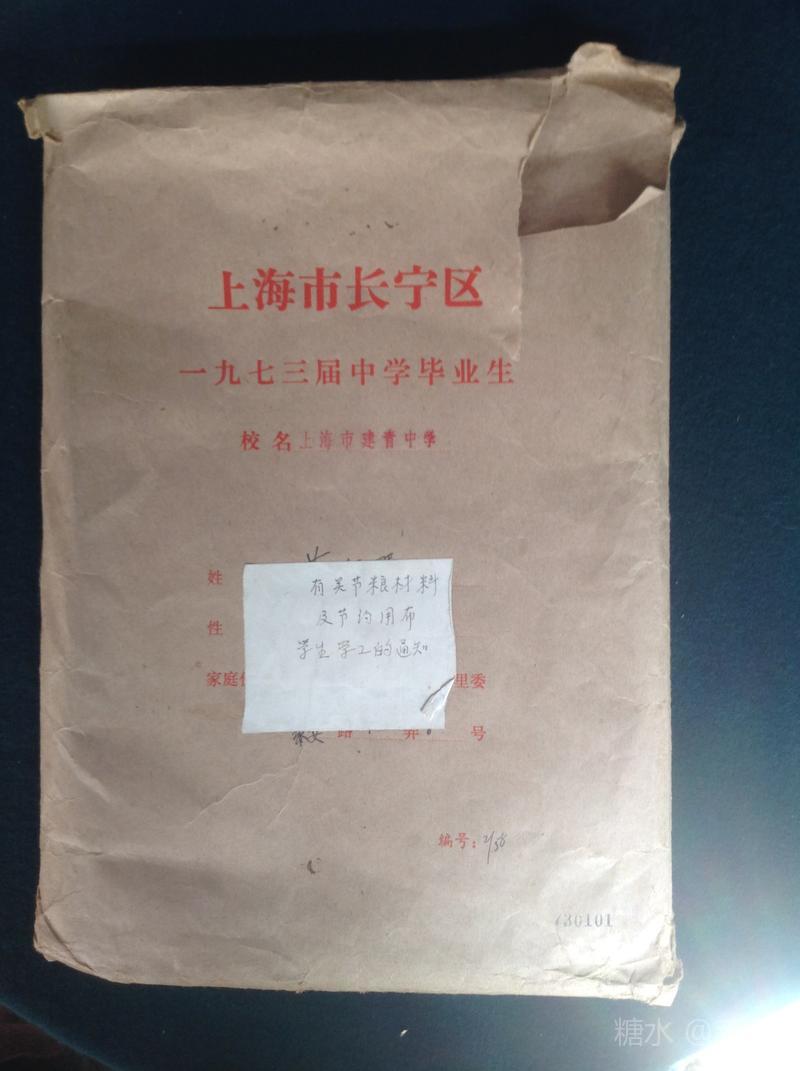 上海市长宁区
一九七三届中学毕业生
校名 上海市建青中学
姓
有关节粮材料
性
及节约用布
学生学工的通知
家庭 里委
路 弄 号
编号:
30101
糖水 @